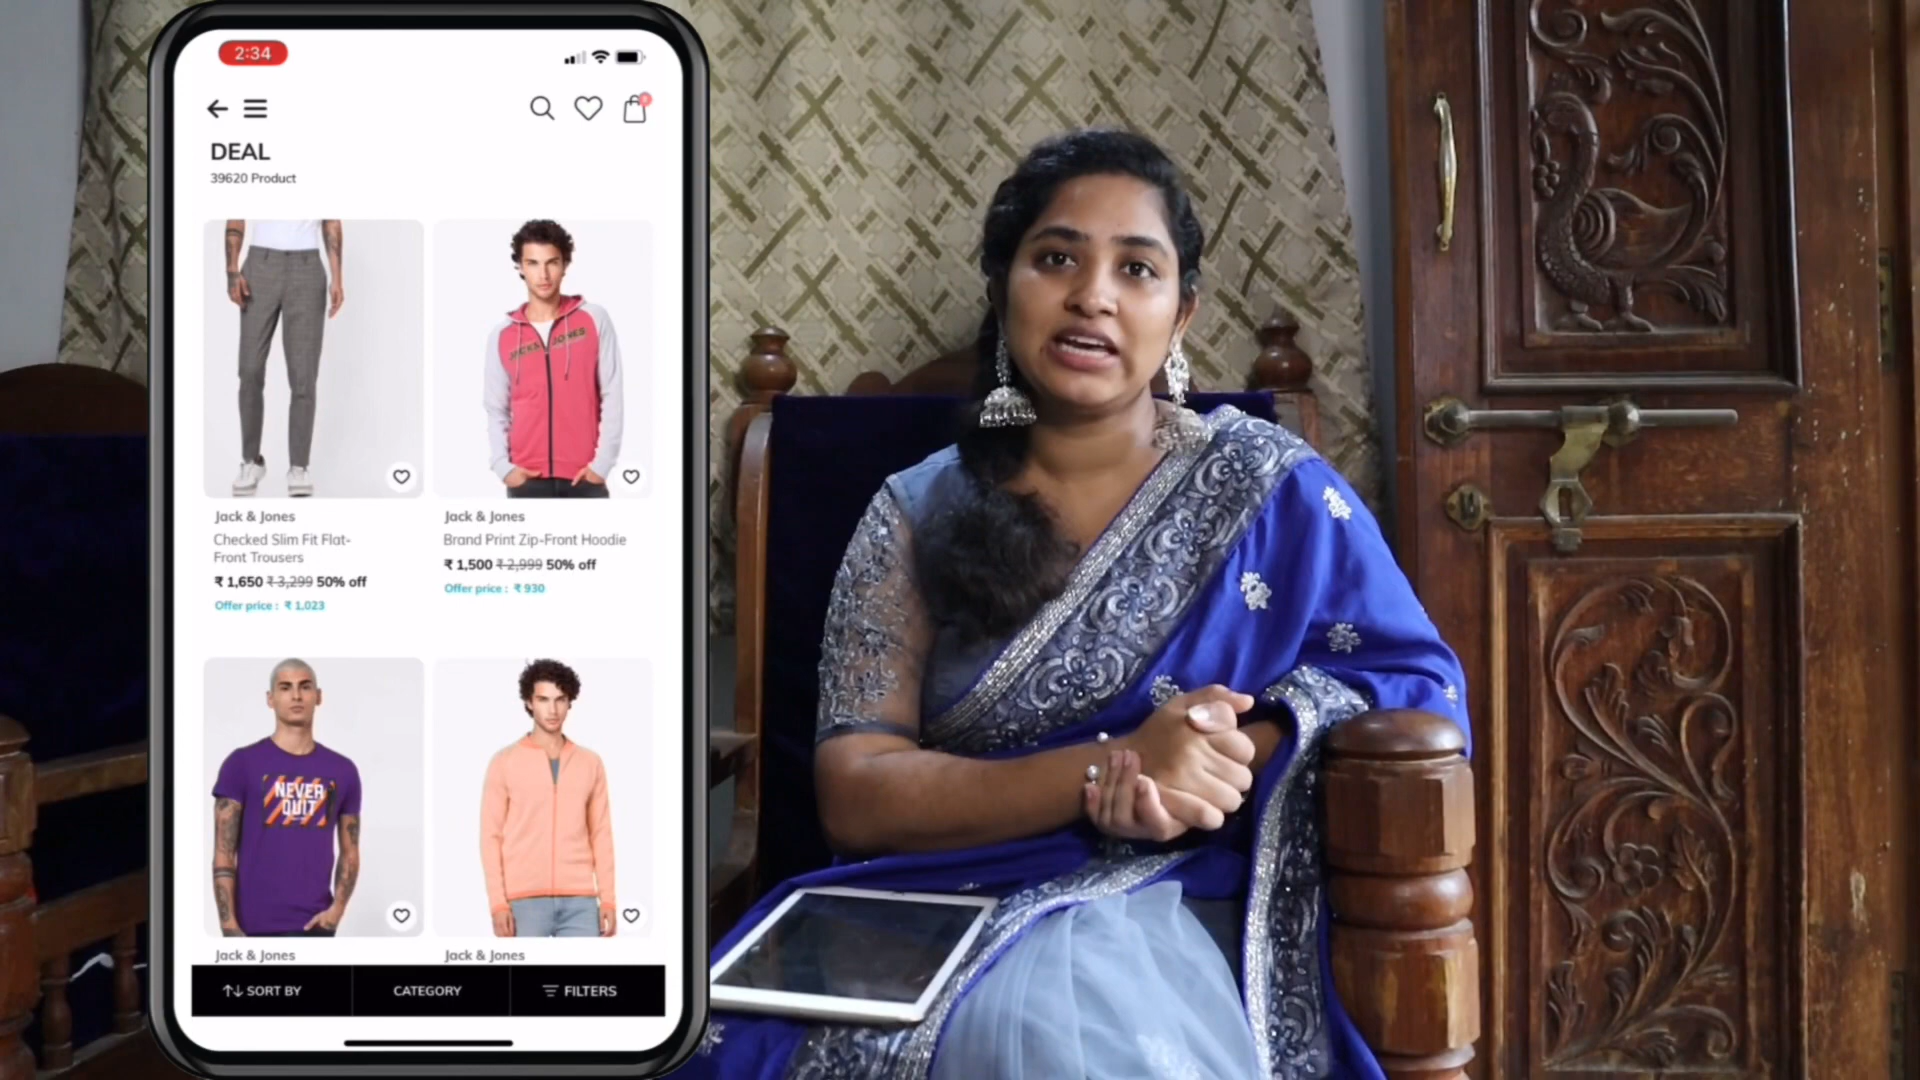 2:34
DEAL
39620 Product
JACK JONES
Jack & Jones
Checked Slim Fit Flat-
Front Trousers
₹ 1,650 ₹ 3,299 50% off
Offer price : ₹ 1,023
Jack & Jones
Brand Print Zip-Front Hoodie
₹ 1,500 ₹ 2,999 50% off
Offer price : ₹ 930
NEVER
QUIT
Jack & Jones
Jack & Jones
SORT BY
CATEGORY
FILTERS